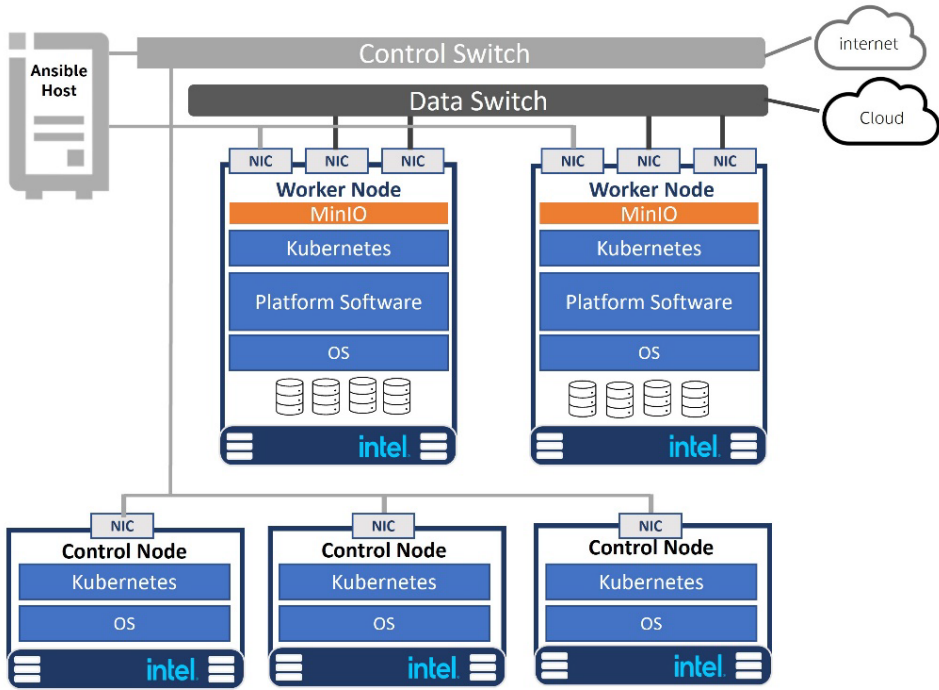 Ansible
Host
Control Switch
internet
Data Switch
Cloud
NIC
NIC
NIC
Worker Node
MinIO
Kubernetes
Platform Software
OS
intel.
NIC
NIC
NIC
Worker Node
MinIO
Kubernetes
Platform Software
OS
intel.
NIC
Control Node
Kubernetes
OS
intel.
NIC
Control Node
Kubernetes
OS
intel.
NIC
Control Node
Kubernetes
OS
intel.